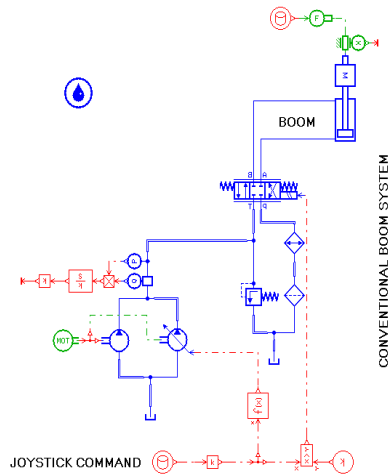 F
X
M
BOOM
B A
T P
CONVENTIONAL BOOM SYSTEM
P
Q
k
k
S
MOT
f(x)
x
k
x
JOYSTICK COMMAND
k